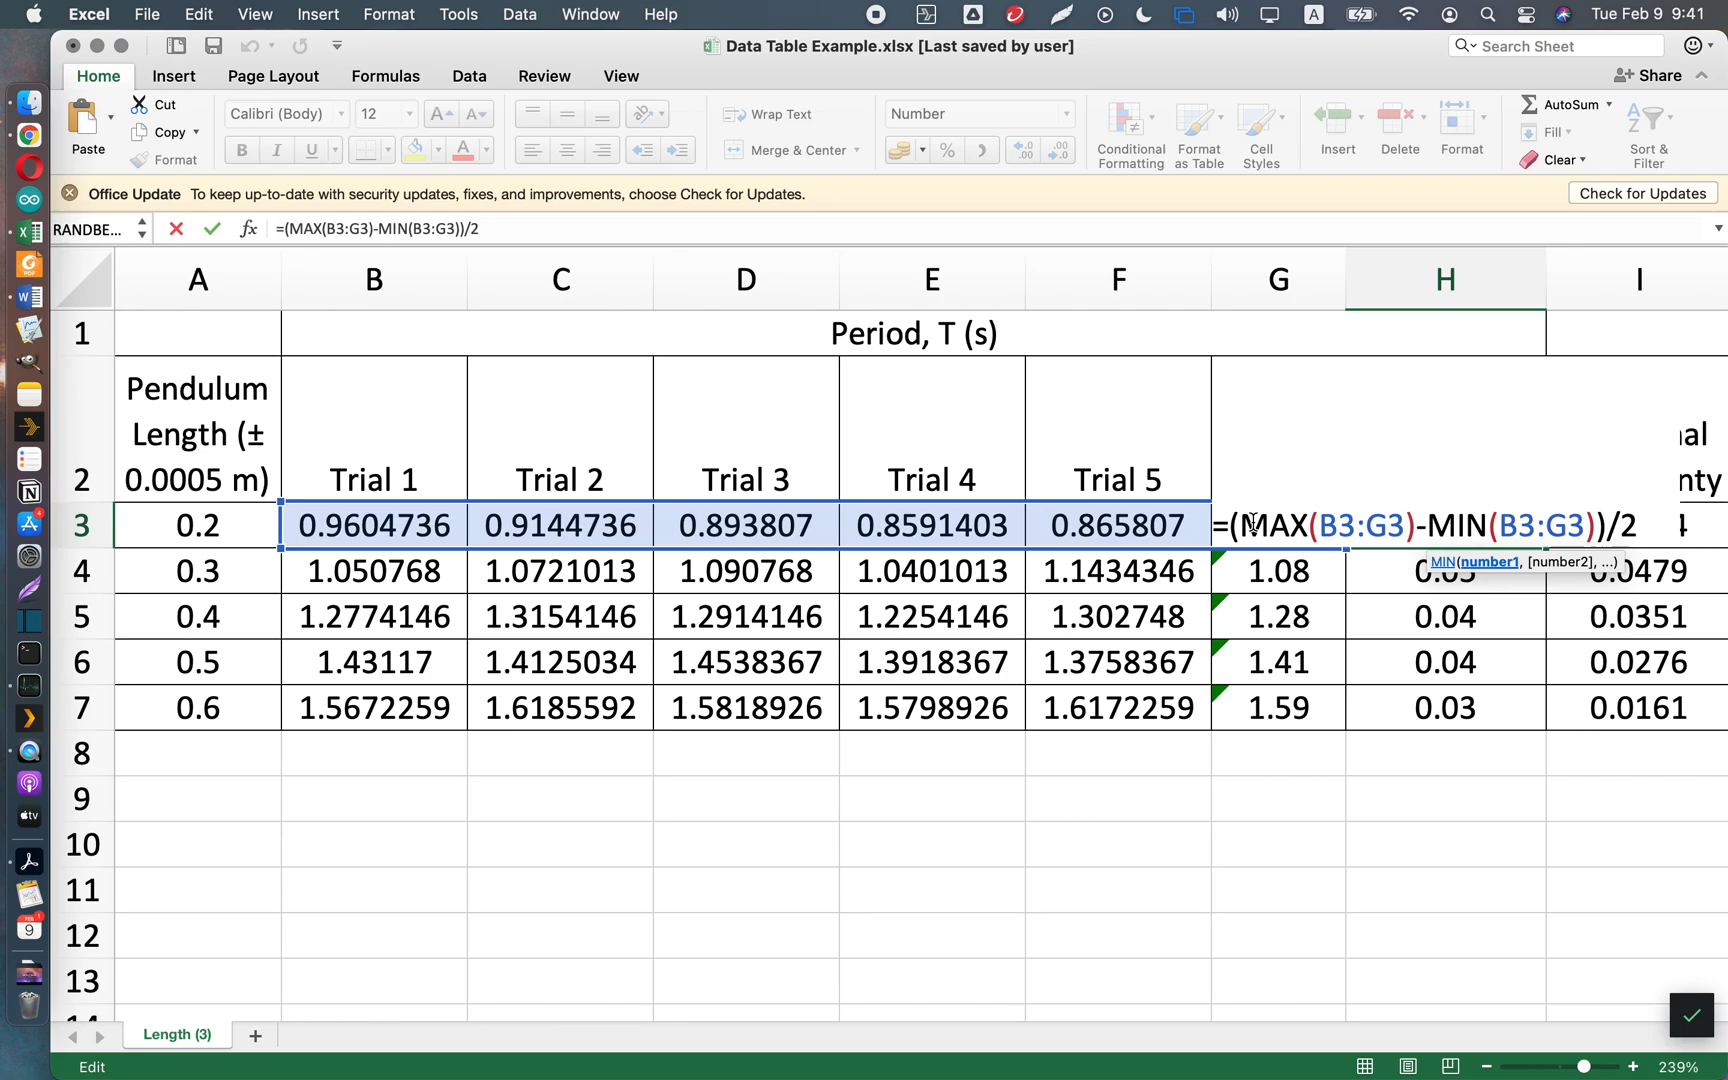 Excel File Edit View Insert Format Tools Data Window Help A Tue Feb 9 9:41
Data Table Example.xlsx [Last saved by user] Search Sheet
Home Insert Page Layout Formulas Data Review View Share
Paste Cut Copy Format
Calibri (Body) 12 A A
B I U A
Wrap Text
Merge & Center
Number
% .0 .00 .00 .0
Conditional Formatting
Format as Table
Cell Styles
Insert Delete Format
AutoSum
Fill
Clear
A Z
Sort & Filter
Office Update To keep up-to-date with security updates, fixes, and improvements, choose Check for Updates. Check for Updates
RANDBE... fx =(MAX(B3:G3)-MIN(B3:G3))/2
A B C D E F G H I
1 Period, T (s)
Pendulum
Length (±
2 0.0005 m) Trial 1 Trial 2 Trial 3 Trial 4 Trial 5 nty
3 0.2 0.9604736 0.9144736 0.893807 0.8591403 0.865807 =(MAX(B3:G3)-MIN(B3:G3))/2 4
MIN(number1, [number2], ...)
4 0.3 1.050768 1.0721013 1.090768 1.0401013 1.1434346 1.08 0.05 0.0479
5 0.4 1.2774146 1.3154146 1.2914146 1.2254146 1.302748 1.28 0.04 0.0351
6 0.5 1.43117 1.4125034 1.4538367 1.3918367 1.3758367 1.41 0.04 0.0276
7 0.6 1.5672259 1.6185592 1.5818926 1.5798926 1.6172259 1.59 0.03 0.0161
8
9
10
11
12
13
Length (3) +
Edit 239%